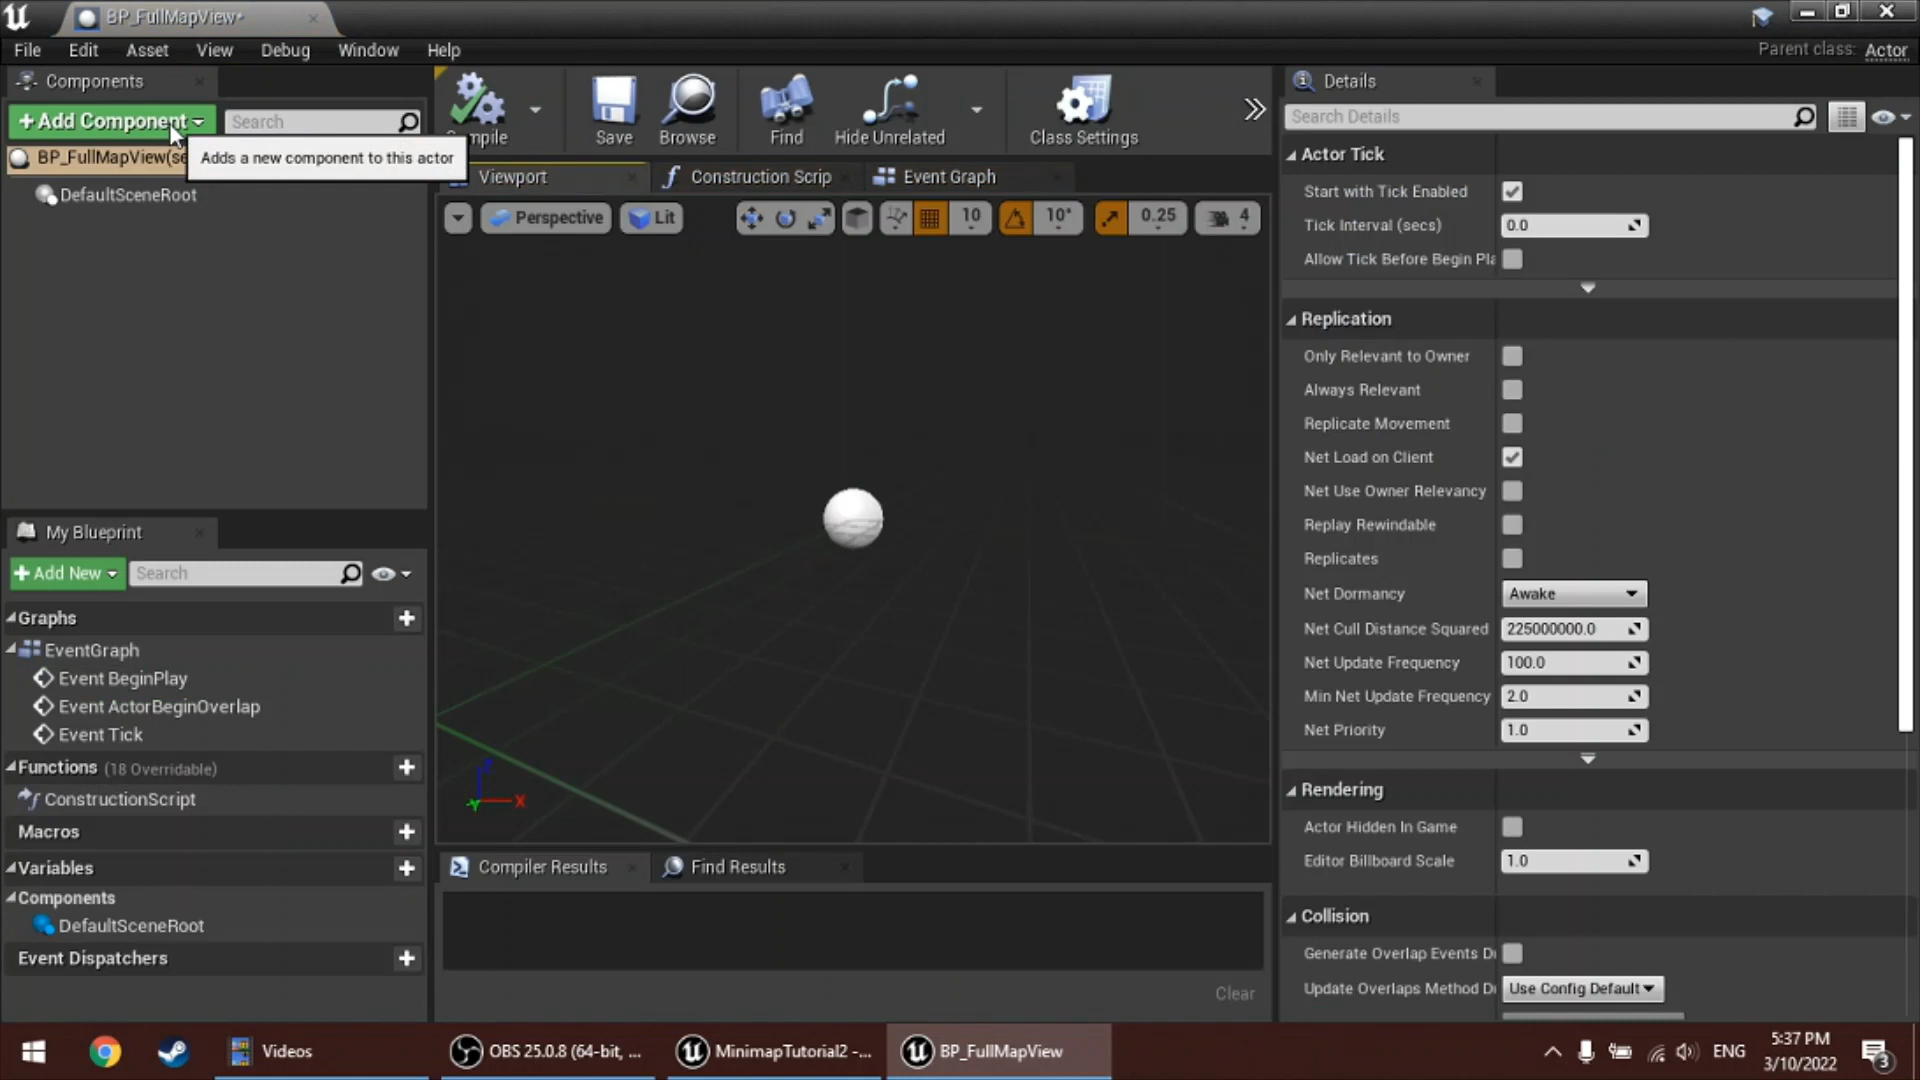 BP_FullMapView*
File Edit Asset View Debug Window Help
Parent class: Actor
Components
+Add Component
Search
BP_FullMapView(se
Adds a new component to this actor
DefaultSceneRoot
Save
Browse
Find
Hide Unrelated
Class Settings
Viewport
Construction Scrip
Event Graph
Perspective
Lit
10
10°
0.25
4
X
My Blueprint
+Add New
Search
Graphs
EventGraph
Event BeginPlay
Event ActorBeginOverlap
Event Tick
Functions (18 Overridable)
ConstructionScript
Macros
Variables
Components
DefaultSceneRoot
Event Dispatchers
Compiler Results
Find Results
Clear
Details
Search Details
Actor Tick
Start with Tick Enabled
Tick Interval (secs) 0.0
Allow Tick Before Begin Pla
Replication
Only Relevant to Owner
Always Relevant
Replicate Movement
Net Load on Client
Net Use Owner Relevancy
Replay Rewindable
Replicates
Net Dormancy Awake
Net Cull Distance Squared 225000000.0
Net Update Frequency 100.0
Min Net Update Frequency 2.0
Net Priority 1.0
Rendering
Actor Hidden In Game
Editor Billboard Scale 1.0
Collision
Generate Overlap Events D
Update Overlaps Method D Use Config Default
Videos
OBS 25.0.8 (64-bit, ...
MinimapTutorial2 -...
BP_FullMapView
ENG
5:37 PM
3/10/2022
3